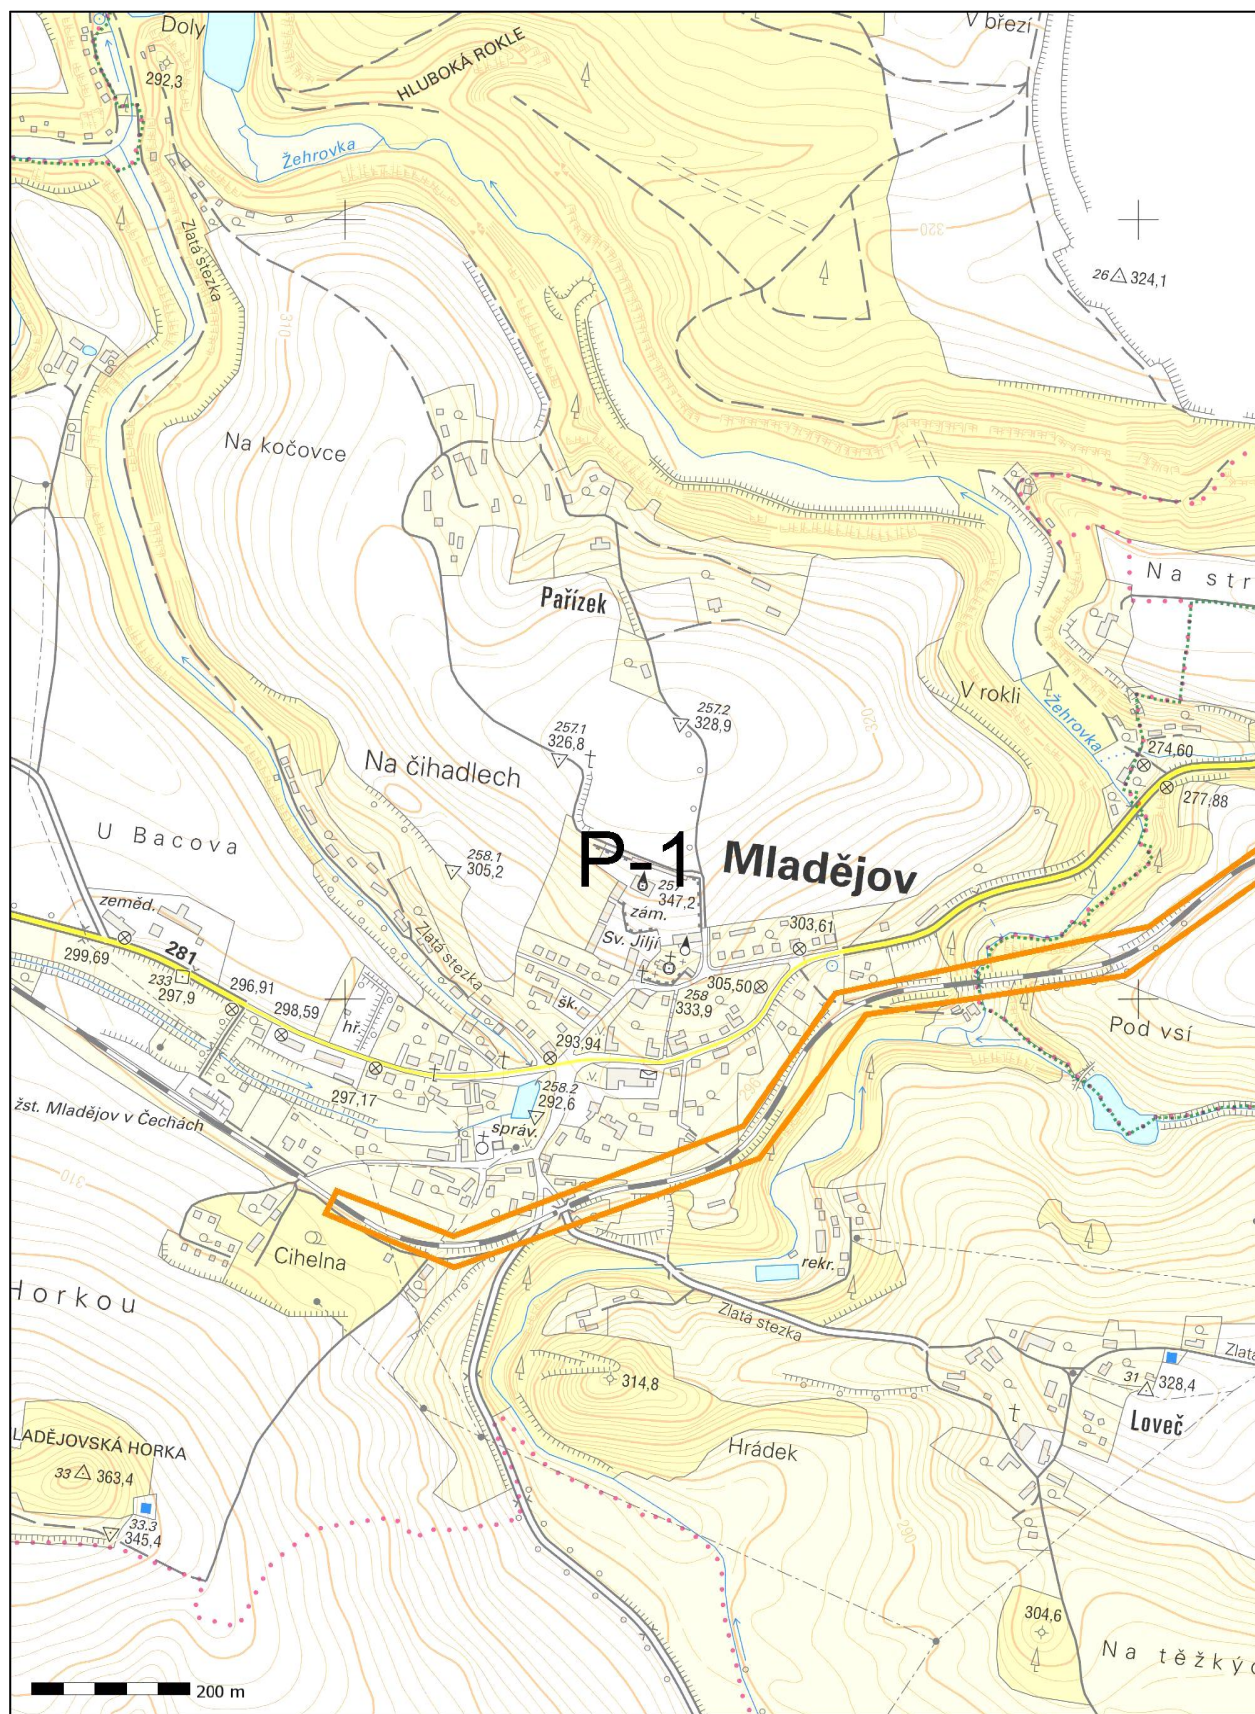 Doly
V březí
292,3
HLUBOKÁ ROKLE
Žehrovka
Zlatá stezka
320
26 324,1
310
Na kočovce
Pařízek
Na str
V rokli
320
Žehrovka
257.2
328,9
257.1
326,8
274,60
277,88
Na čihadlech
U Bacova
258.1
305,2
P-1
Mladějov
347,2
zám.
Sv. Jiljí
303,61
zeměd.
281
299,69
233
297,9
296,91
298,59
hř.
Zlatá stezka
šk.
305,50
258
333,9
293,94
Pod vsí
296
297,17
258.2
292,6
žst. Mladějov v Čechách
správ.
310
Cihelna
rekr.
Horkou
Zlatá stezka
314,8
Zlatá
31 328,4
Loveč
Hrádek
LADĚJOVSKÁ HORKA
33 363,4
33.3
345,4
290
304,6
Na těžkýc
200 m